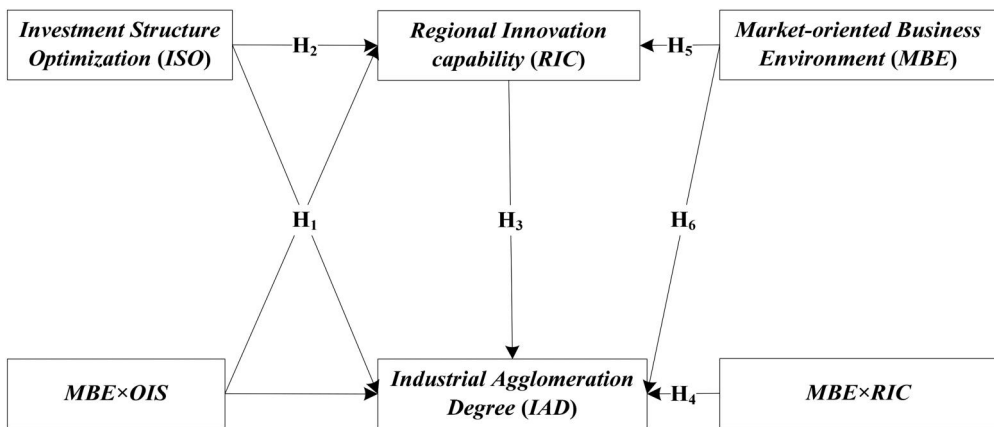 Investment Structure
Optimization (ISO)
H₂
Regional Innovation
capability (RIC)
H₅
Market-oriented Business
Environment (MBE)
H₁
H₃
H₆
MBE×OIS
Industrial Agglomeration
Degree (IAD)
H₄
MBE×RIC